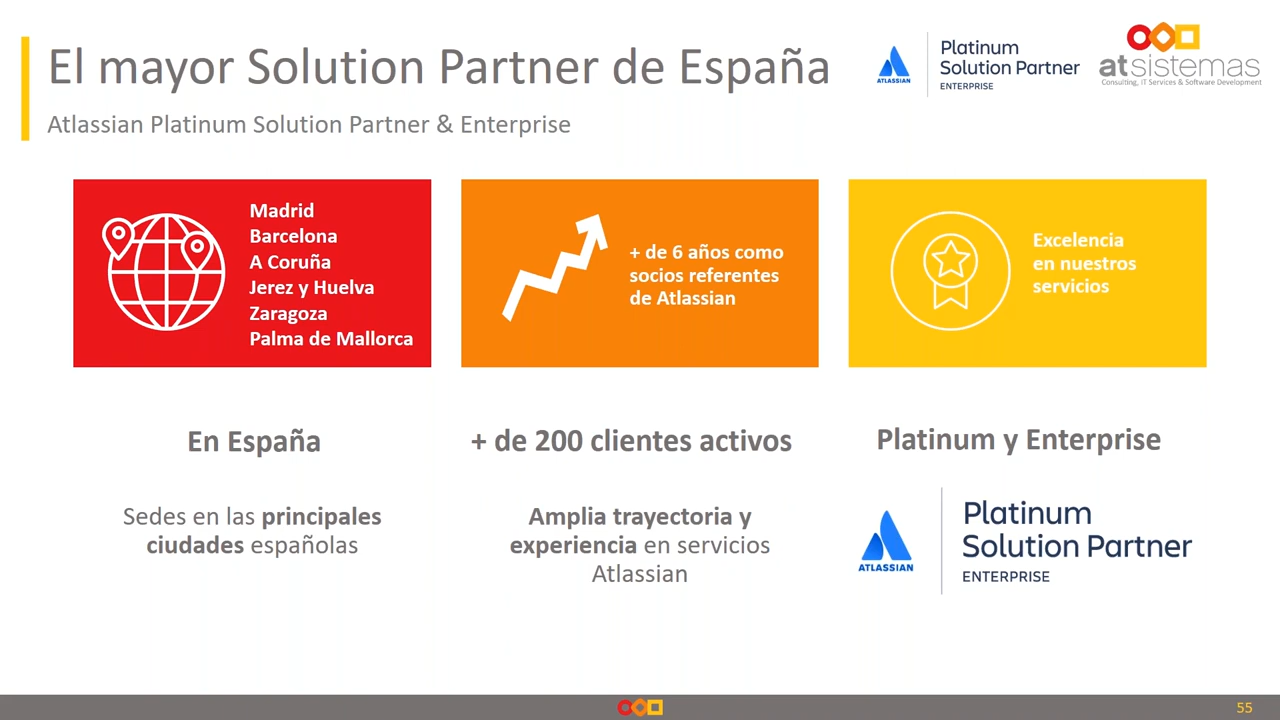 El mayor Solution Partner de España
Atlassian Platinum Solution Partner & Enterprise
ATLASSIAN
Platinum
Solution Partner
ENTERPRISE
atsistemas
Consulting, IT Services & Software Development
Madrid
Barcelona
A Coruña
Jerez y Huelva
Zaragoza
Palma de Mallorca
+ de 6 años como
socios referentes
de Atlassian
Excelencia
en nuestros
servicios
En España
Sedes en las principales
ciudades españolas
+ de 200 clientes activos
Amplia trayectoria y
experiencia en servicios
Atlassian
Platinum y Enterprise
ATLASSIAN
Platinum
Solution Partner
ENTERPRISE
55